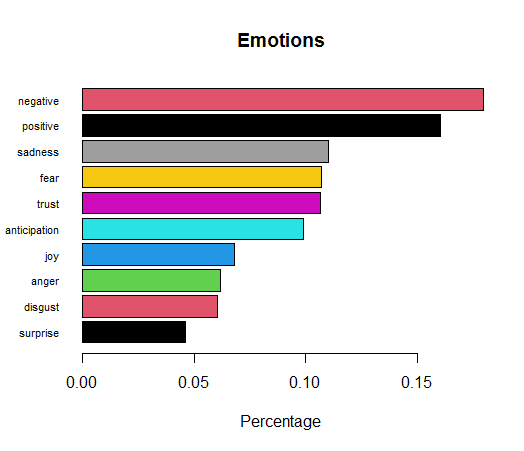 Emotions
negative
positive
sadness
fear
trust
anticipation
joy
anger
disgust
surprise
0.00 0.05 0.10 0.15
Percentage